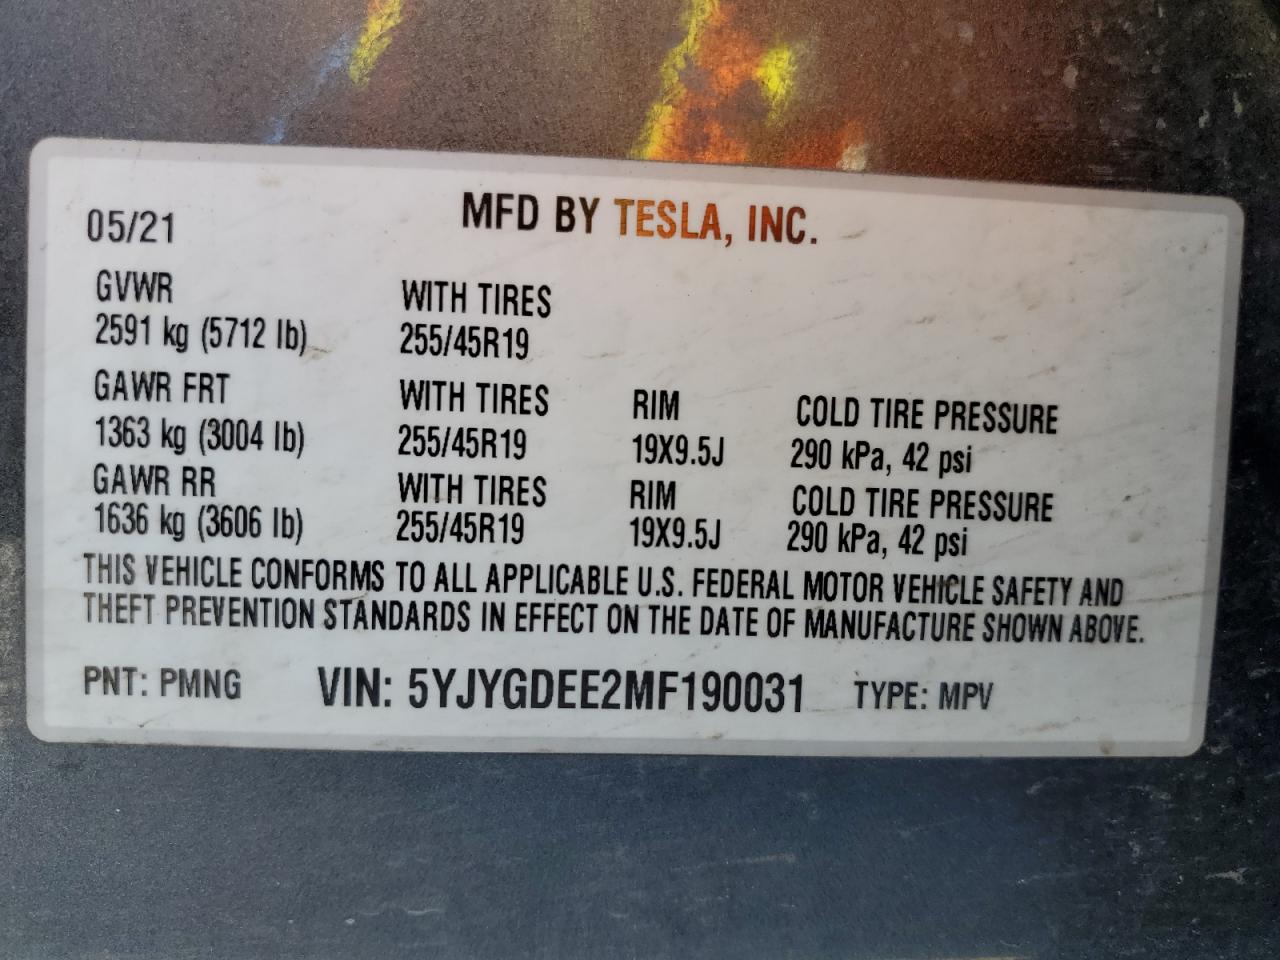 05/21 MFD BY TESLA, INC.
GVWR WITH TIRES
2591 kg (5712 lb) 255/45R19
GAWR FRT WITH TIRES RIM COLD TIRE PRESSURE
1363 kg (3004 lb) 255/45R19 19X9.5J 290 kPa, 42 psi
GAWR RR WITH TIRES RIM COLD TIRE PRESSURE
1636 kg (3606 lb) 255/45R19 19X9.5J 290 kPa, 42 psi
THIS VEHICLE CONFORMS TO ALL APPLICABLE U.S. FEDERAL MOTOR VEHICLE SAFETY AND
THEFT PREVENTION STANDARDS IN EFFECT ON THE DATE OF MANUFACTURE SHOWN ABOVE.
PNT: PMNG VIN: 5YJYGDEE2MF190031 TYPE: MPV